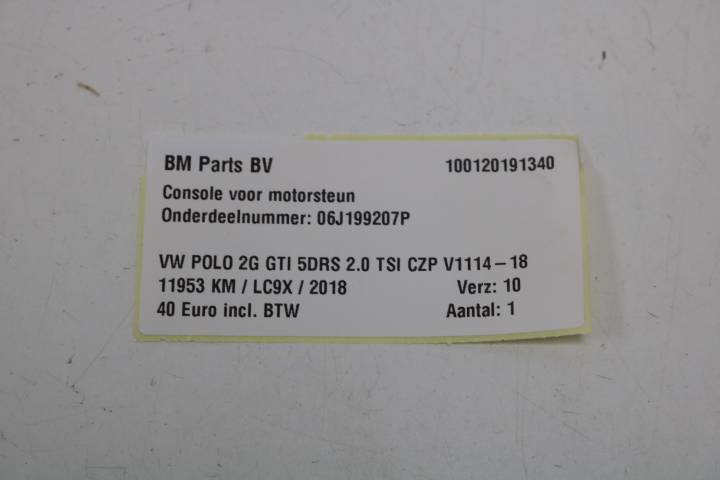 BM Parts BV 100120191340
Console voor motorsteun
Onderdeelnummer: 06J199207P
VW POLO 2G GTI 5DRS 2.0 TSI CZP V1114-18
11953 KM / LC9X / 2018 Verz: 10
40 Euro incl. BTW Aantal: 1